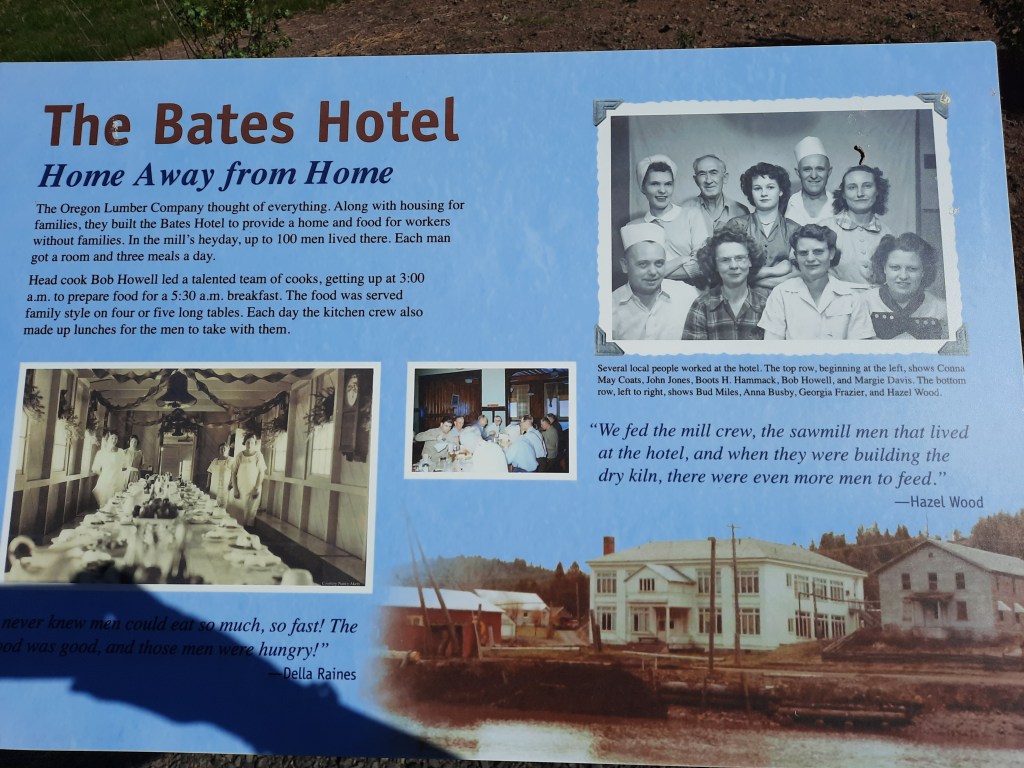 The Bates Hotel
Home Away from Home
The Oregon Lumber Company thought of everything. Along with housing for
families, they built the Bates Hotel to provide a home and food for workers
without families. In the mill's heyday, up to 100 men lived there. Each man
got a room and three meals a day.
Head cook Bob Howell led a talented team of cooks, getting up at 3:00
a.m. to prepare food for a 5:30 a.m. breakfast. The food was served
family style on four or five long tables. Each day the kitchen crew also
made up lunches for the men to take with them.
Several local people worked at the hotel. The top row, beginning at the left, shows Conna
May Coats, John Jones, Boots H. Hammack, Bob Howell, and Margie Davis. The bottom
row, left to right, shows Bud Miles, Anna Busby, Georgia Frazier, and Hazel Wood.
“We fed the mill crew, the sawmill men that lived
at the hotel, and when they were building the
dry kiln, there were even more men to feed.”
—Hazel Wood
never knew men could eat so much, so fast! The
was good, and those men were hungry!”
—Della Raines